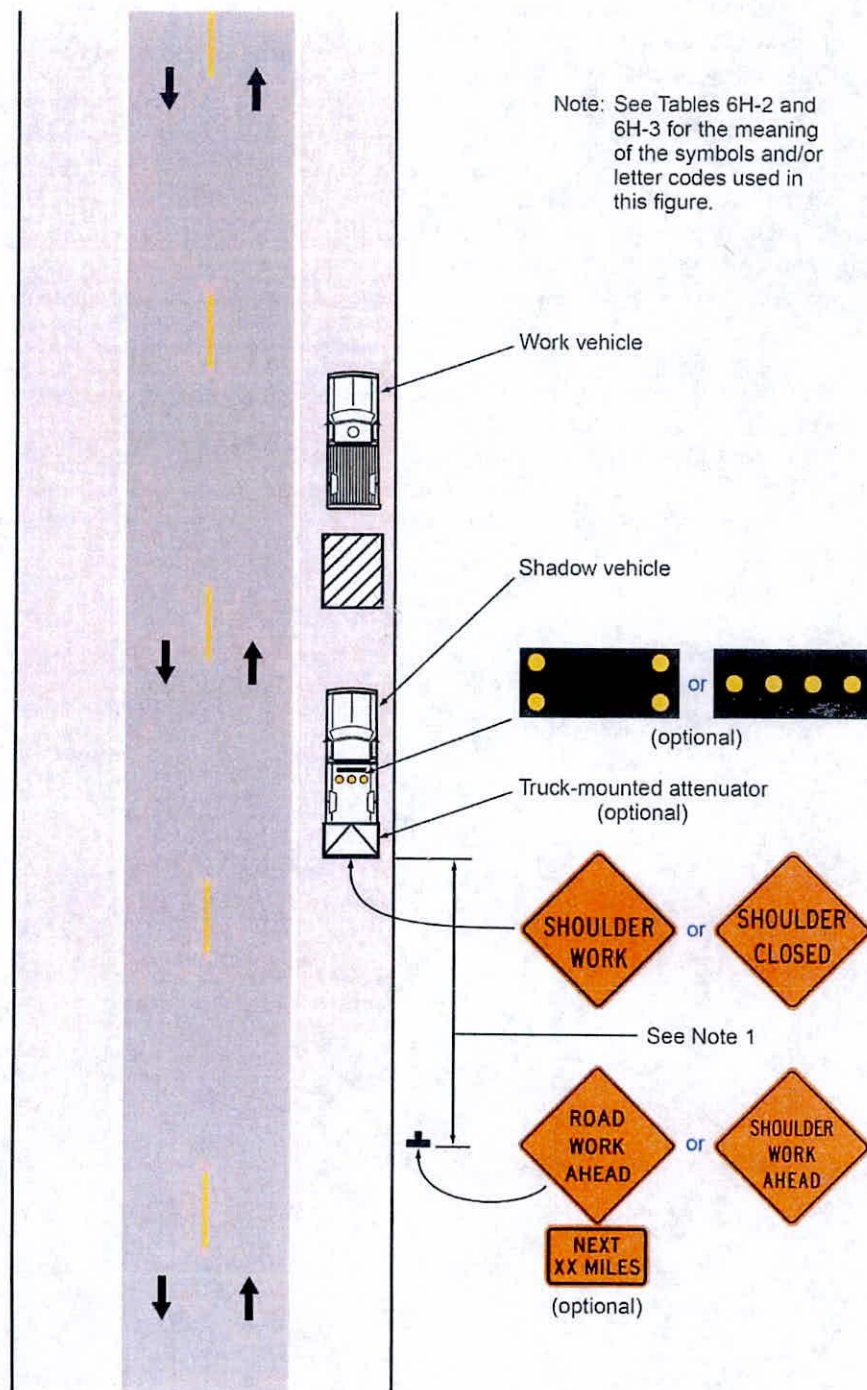 Note: See Tables 6H-2 and
6H-3 for the meaning
of the symbols and/or
letter codes used in
this figure.
Work vehicle
Shadow vehicle
or
(optional)
Truck-mounted attenuator
(optional)
SHOULDER
WORK
or
SHOULDER
CLOSED
See Note 1
ROAD
WORK
AHEAD
or
SHOULDER
WORK
AHEAD
NEXT
XX MILES
(optional)